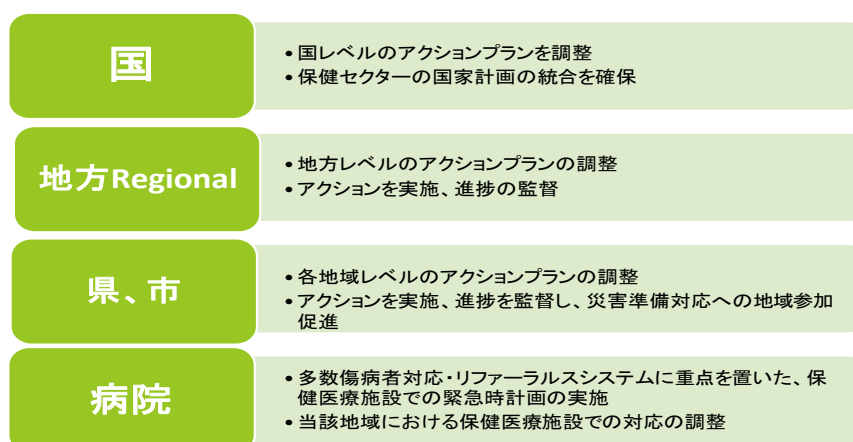 国
•国レベルのアクションプランを調整
•保健セクターの国家計画の統合を確保
地方Regional
•地方レベルのアクションプランの調整
•アクションを実施、進捗の監督
県、市
•各地域レベルのアクションプランの調整
•アクションを実施、進捗を監督し、災害準備対応への地域参加
促進
病院
•多数傷病者対応・リファーラルスシステムに重点を置いた、保
健医療施設での緊急時計画の実施
•当該地域における保健医療施設での対応の調整